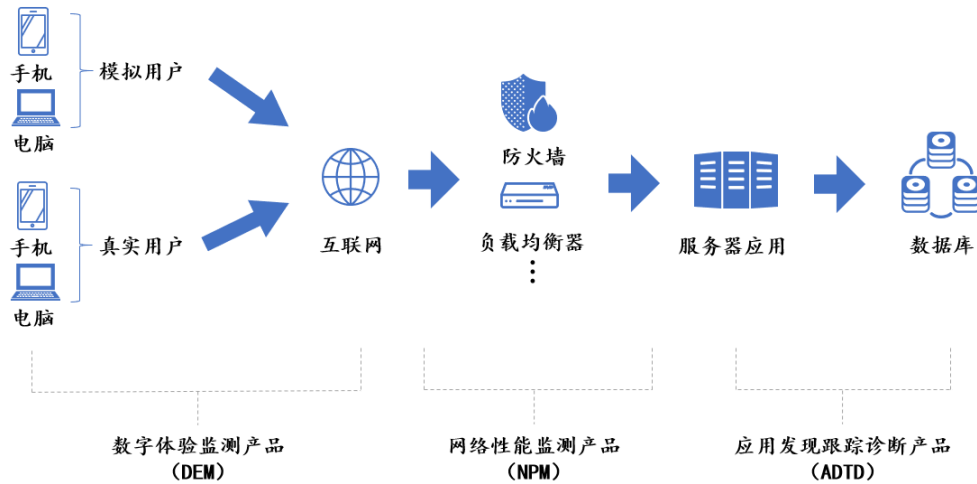 手机
模拟用户
电脑
手机
真实用户
电脑
互联网
防火墙
负载均衡器
服务器应用
数据库
数字体验监测产品
（DEM）
网络性能监测产品
（NPM）
应用发现跟踪诊断产品
（ADTD）